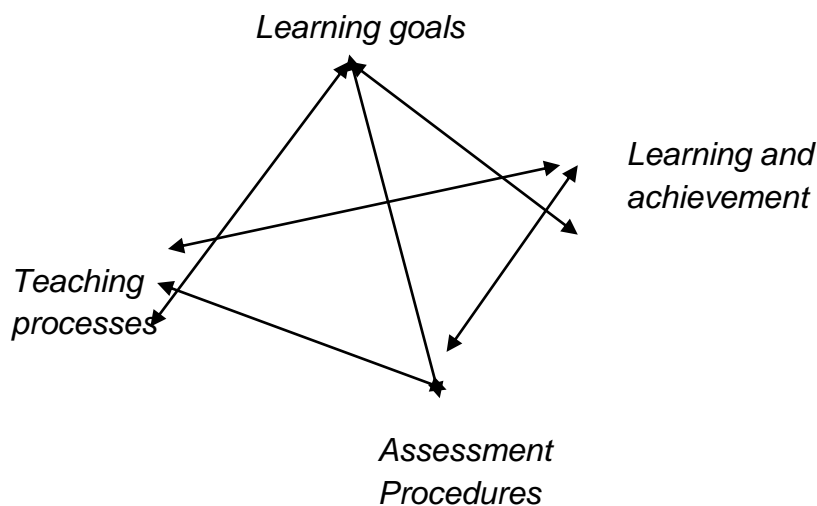 Learning goals
Learning and
achievement
Teaching
processes
Assessment
Procedures